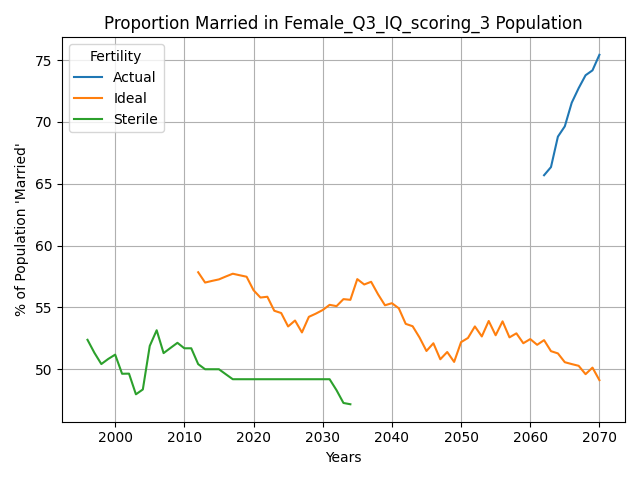 Proportion Married in Female_Q3_IQ_scoring_3 Population
% of Population 'Married'
75
70
65
60
55
50
Fertility
Actual
Ideal
Sterile
2000 2010 2020 2030 2040 2050 2060 2070
Years